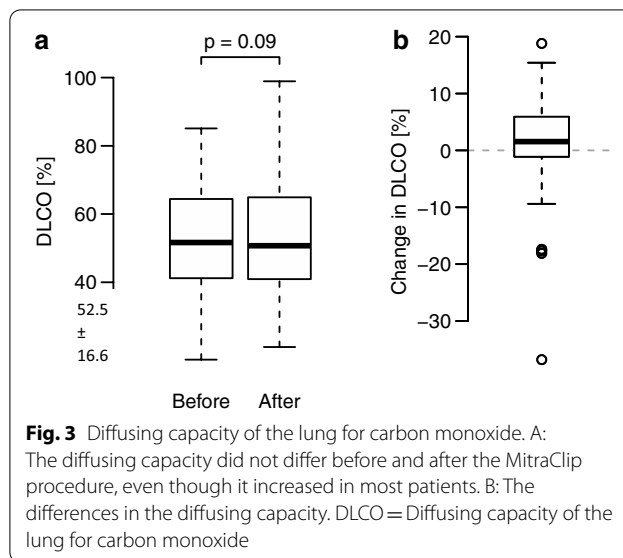 a
p = 0.09
DLCO [%]
100
80
60
40
52.5
±
16.6
Before After
b
Change in DLCO [%]
20
10
0
−10
−20
−30
Fig. 3 Diffusing capacity of the lung for carbon monoxide. A:
The diffusing capacity did not differ before and after the MitraClip
procedure, even though it increased in most patients. B: The
differences in the diffusing capacity. DLCO = Diffusing capacity of the
lung for carbon monoxide